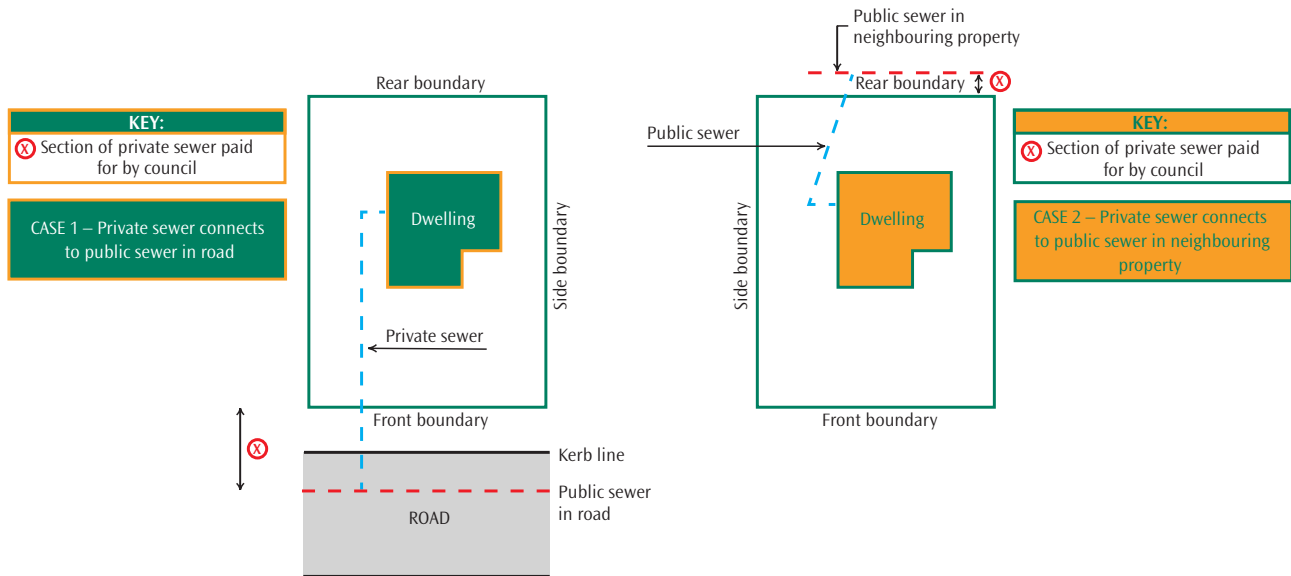 KEY:
X Section of private sewer paid
for by council
CASE 1 – Private sewer connects
to public sewer in road
Rear boundary
Dwelling
Side boundary
Private sewer
Front boundary
X
Kerb line
Public sewer
in road
ROAD
Public sewer in
neighbouring property
Rear boundary
X
Public sewer
Dwelling
Side boundary
Front boundary
KEY:
X Section of private sewer paid
for by council
CASE 2 – Private sewer connects
to public sewer in neighbouring
property